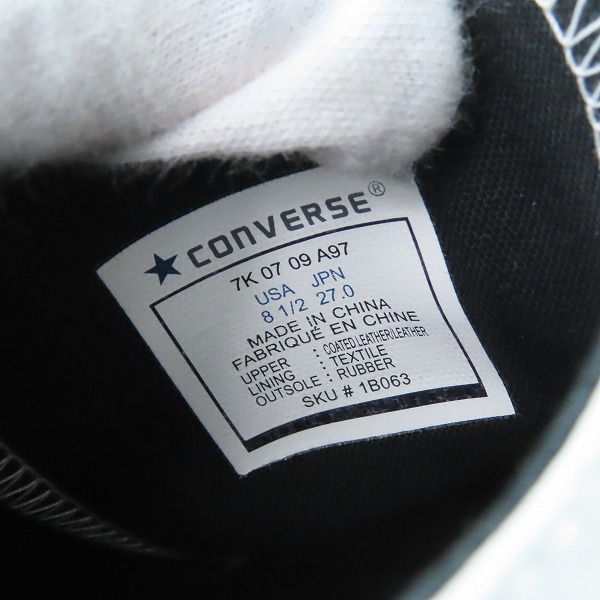 ★ CONVERSE®
7K 07 09 A97
USA JPN
8 1/2 27.0
MADE IN CHINA
FABRIQUÉ EN CHINE
UPPER : COATED LEATHER/LEATHER
LINING : TEXTILE
OUTSOLE : RUBBER
SKU # 1B063